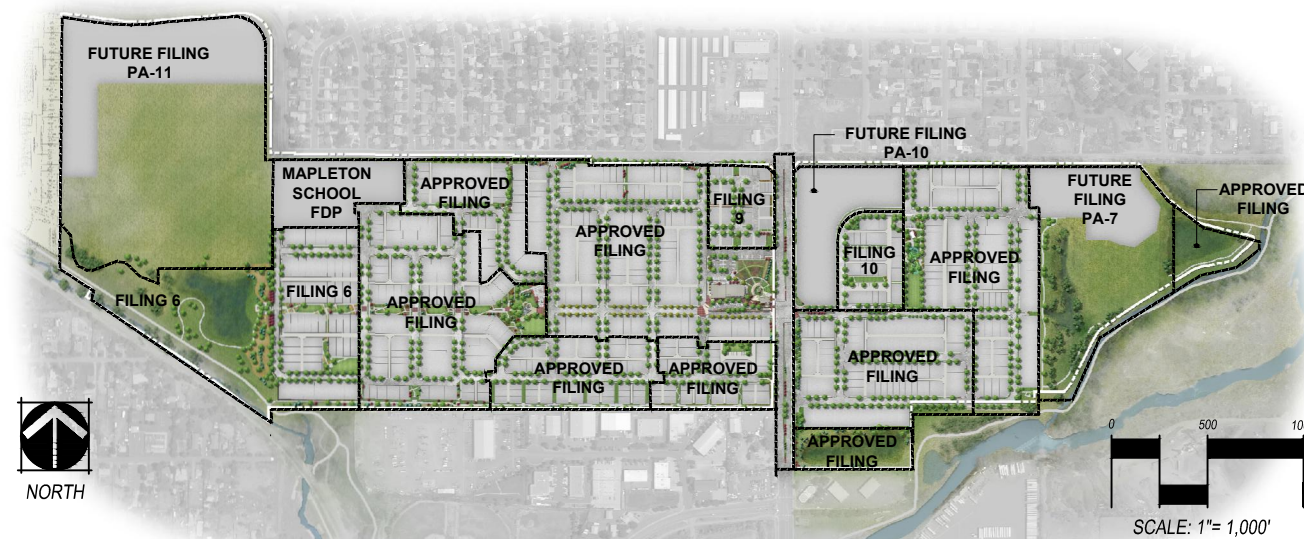 FUTURE FILING
PA-11
MAPLETON
SCHOOL
FDP
APPROVED
FILING
APPROVED
FILING
FILING
9
FUTURE FILING
PA-10
FILING
10
APPROVED
FILING
FUTURE
FILING
PA-7
APPROVED
FILING
FILING 6
FILING 6
APPROVED
FILING
APPROVED
FILING
APPROVED
FILING
APPROVED
FILING
APPROVED
FILING
NORTH
0
500
SCALE: 1"= 1,000'